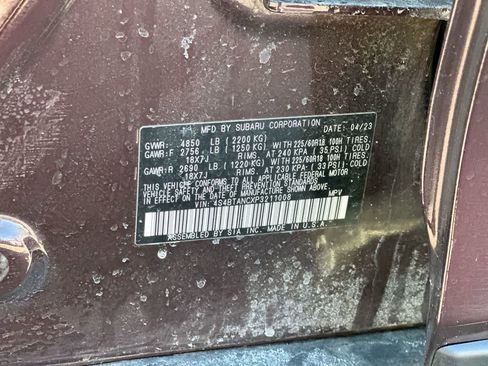 MFD BY SUBARU CORPORATION DATE: 04/23
GVWR: 4850 LB (2200 KG)
GAWR:F 2756 LB (1250 KG) WITH 225/60R18 100H TIRES
18X7J RIMS, AT 240 KPA (35 PSI) COLD
GAWR:R 2690 LB (1220 KG) WITH 225/60R18 100H TIRES
18X7J RIMS, AT 230 KPA (33 PSI) COLD
THIS VEHICLE CONFORMS TO ALL APPLICABLE FEDERAL MOTOR
VEHICLE SAFETY, BUMPER, AND THEFT PREVENTION STANDARDS
IN EFFECT ON THE DATE OF MANUFACTURE SHOWN ABOVE.
VIN: 4S4BTANCXP3211008 MPV
ASSEMBLED BY SIA INC. MADE IN U.S.A.